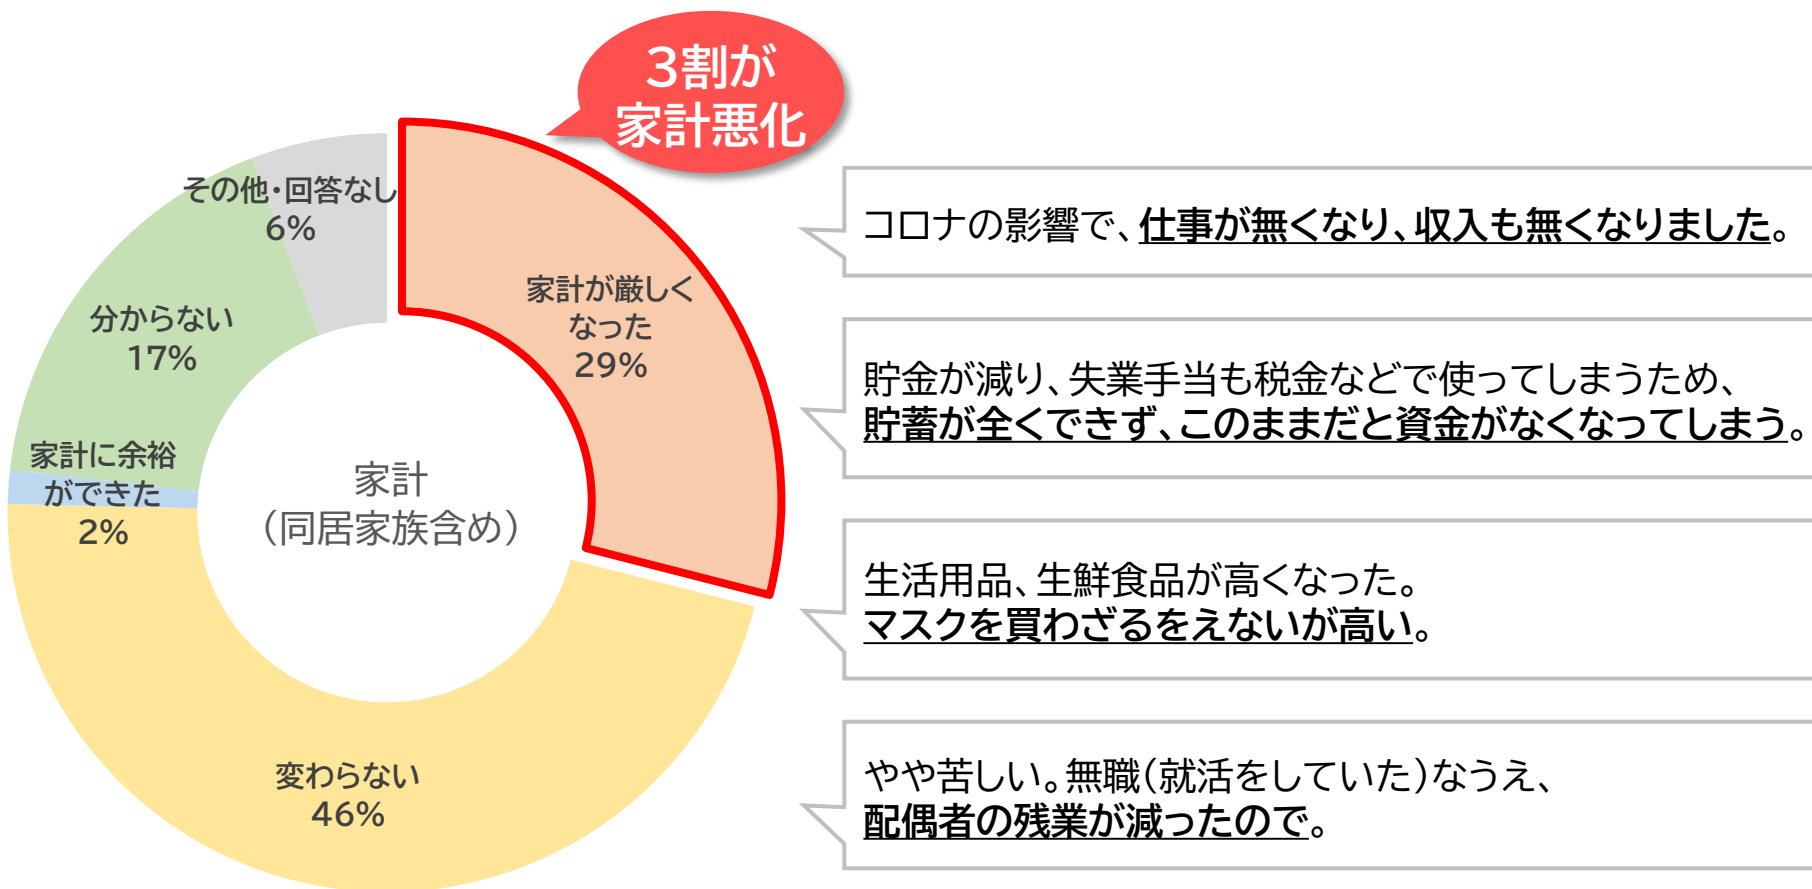 3割が
家計悪化
その他・回答なし
6%
家計が厳しく
なった
29%
分からない
17%
家計に余裕
ができた
2%
家計
（同居家族含め）
変わらない
46%
コロナの影響で、仕事が無くなり、収入も無くなりました。
貯金が減り、失業手当も税金などで使ってしまうため、
貯蓄が全くできず、このままだと資金がなくなってしまう。
生活用品、生鮮食品が高くなった。
マスクを買わざるをえないが高い。
やや苦しい。無職（就活をしていた）なうえ、
配偶者の残業が減ったので。